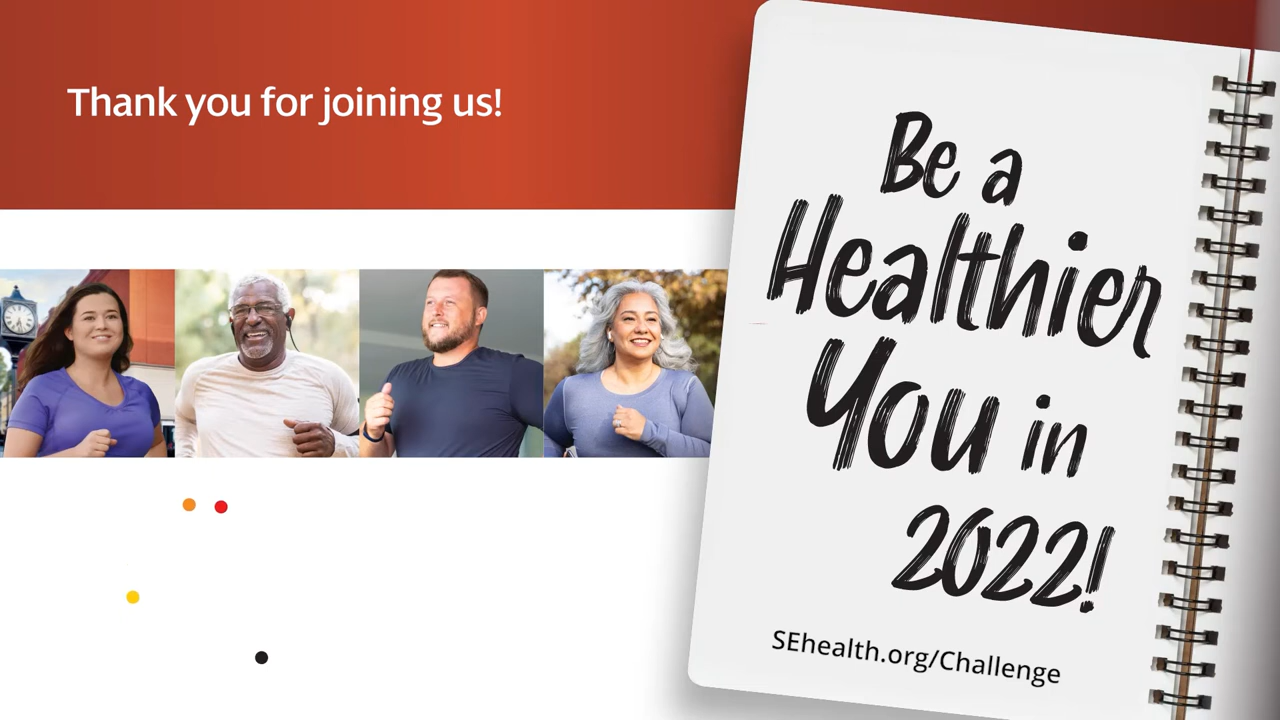 Thank you for joining us!
Be a
Healthier
You in
2022!
SEhealth.org/Challenge